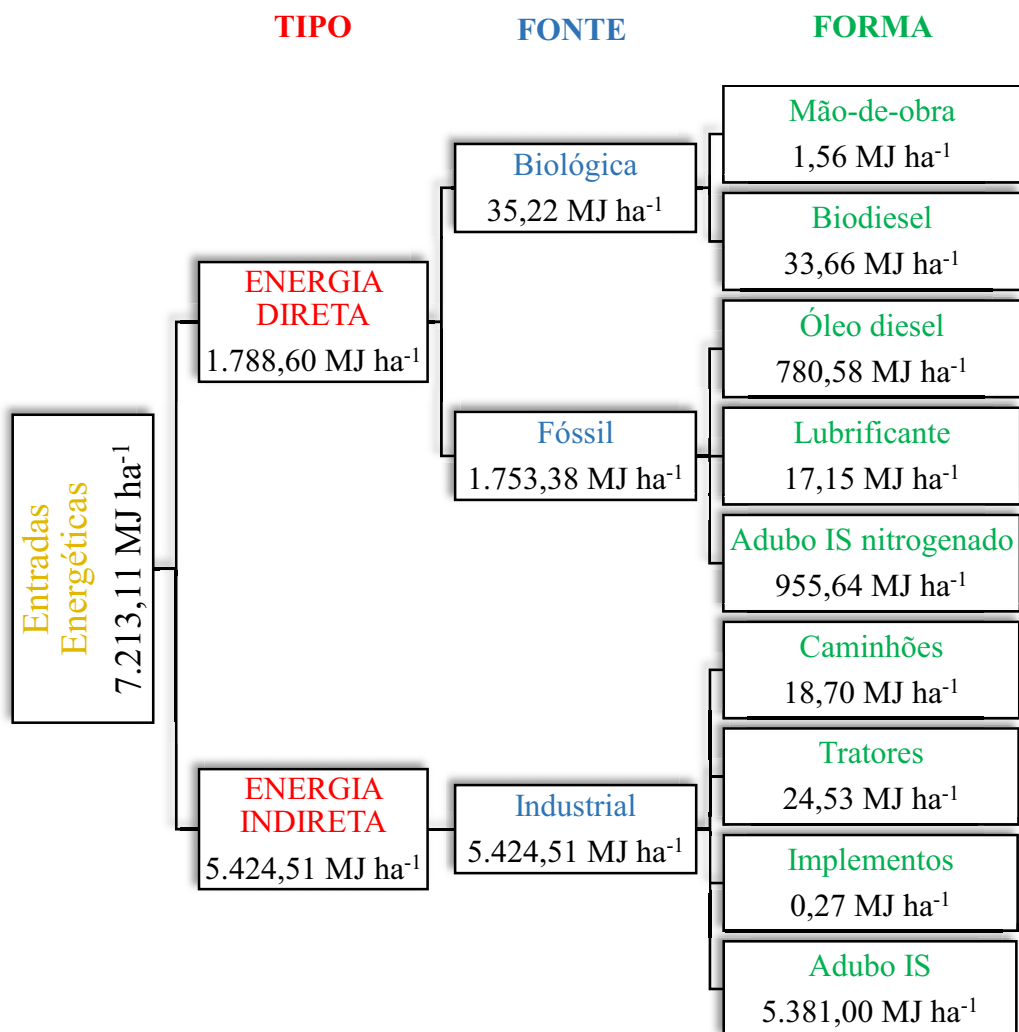 TIPO
FONTE
FORMA
Entradas
Energéticas
7.213,11 MJ ha⁻¹
ENERGIA
DIRETA
1.788,60 MJ ha⁻¹
ENERGIA
INDIRETA
5.424,51 MJ ha⁻¹
Biológica
35,22 MJ ha⁻¹
Fóssil
1.753,38 MJ ha⁻¹
Industrial
5.424,51 MJ ha⁻¹
Mão-de-obra
1,56 MJ ha⁻¹
Biodiesel
33,66 MJ ha⁻¹
Óleo diesel
780,58 MJ ha⁻¹
Lubrificante
17,15 MJ ha⁻¹
Adubo IS nitrogenado
955,64 MJ ha⁻¹
Caminhões
18,70 MJ ha⁻¹
Tratores
24,53 MJ ha⁻¹
Implementos
0,27 MJ ha⁻¹
Adubo IS
5.381,00 MJ ha⁻¹